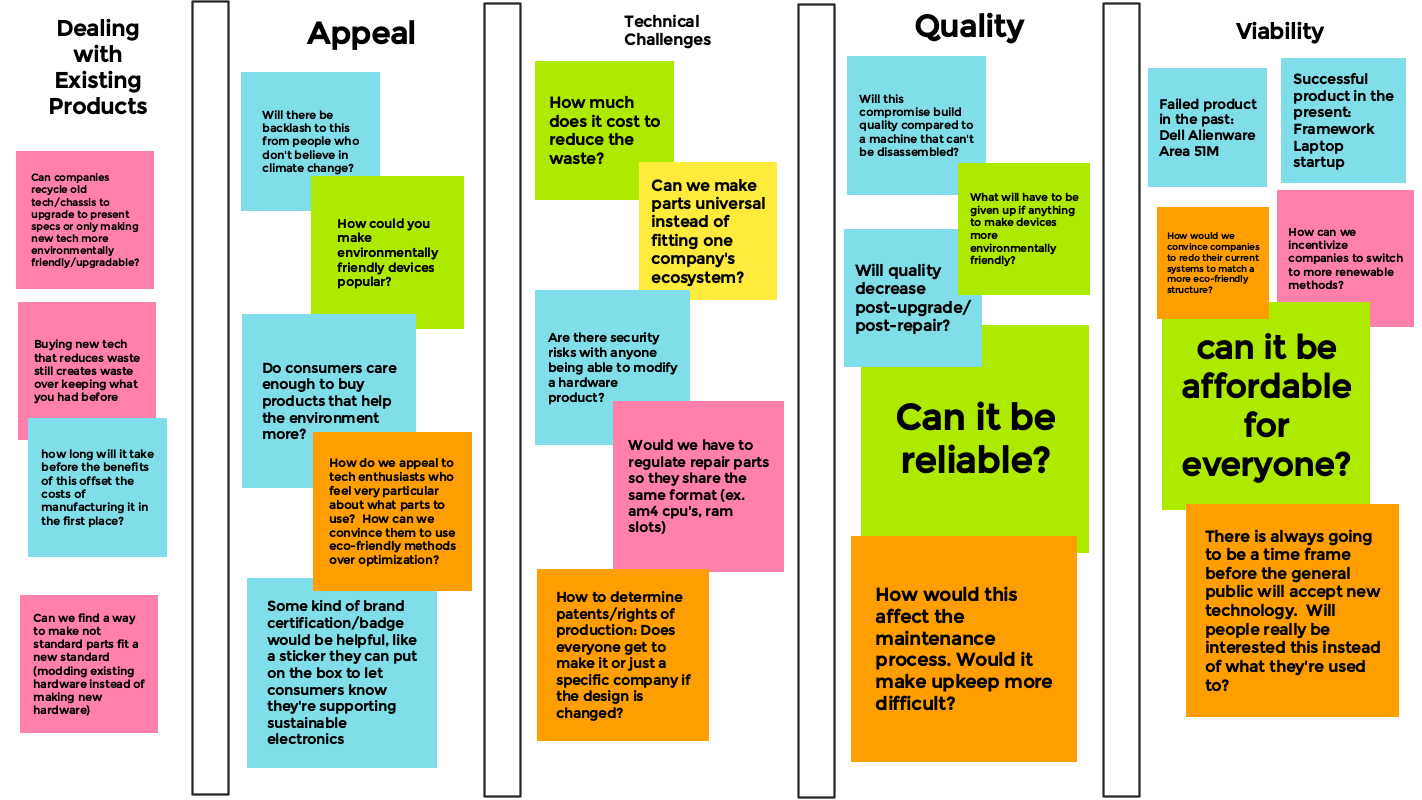 Dealing
with
Existing
Products
Can companies
recycle old
tech/chassis to
upgrade to present
specs or only making
new tech more
environmentally
friendly/upgradable?
Buying new tech
that reduces waste
still creates waste
over keeping what
you had before
how long will it take
before the benefits
of this offset the
costs of
manufacturing it in
the first place?
Can we find a way
to make not
standard parts fit a
new standard
(modding existing
hardware instead of
making new
hardware)
Appeal
Will there be
backlash to this
from people who
don't believe in
climate change?
How could you
make
environmentally
friendly devices
popular?
Do consumers care
enough to buy
products that help
the environment
more?
How do we appeal to
tech enthusiasts who
feel very particular
about what parts to
use? How can we
convince them to use
eco-friendly methods
over optimization?
Some kind of brand
certification/badge
would be helpful, like
a sticker they can put
on the box to let
consumers know
they're supporting
sustainable
electronics
Technical
Challenges
How much
does it cost to
reduce the
waste?
Can we make
parts universal
instead of
fitting one
company's
ecosystem?
Are there security
risks with anyone
being able to modify
a hardware
product?
Would we have to
regulate repair parts
so they share the
same format (ex.
am4 cpu's, ram
slots)
How to determine
patents/rights of
production: Does
everyone get to
make it or just a
specific company if
the design is
changed?
Quality
Will this
compromise build
quality compared to
a machine that can't
be disassembled?
What will have to be
given up if anything
to make devices
more
environmentally
friendly?
Will quality
decrease
post-upgrade/
post-repair?
Can it be
reliable?
How would this
affect the
maintenance
process. Would it
make upkeep more
difficult?
Viability
Failed product
in the past:
Dell Alienware
Area 51M
Successful
product in the
present:
Framework
Laptop
startup
How would we
convince companies
to redo their current
systems to match a
more eco-friendly
structure?
How can we
incentivize
companies to switch
to more renewable
methods?
can it be
affordable
for
everyone?
There is always going
to be a time frame
before the general
public will accept new
technology. Will
people really be
interested this instead
of what they're used
to?